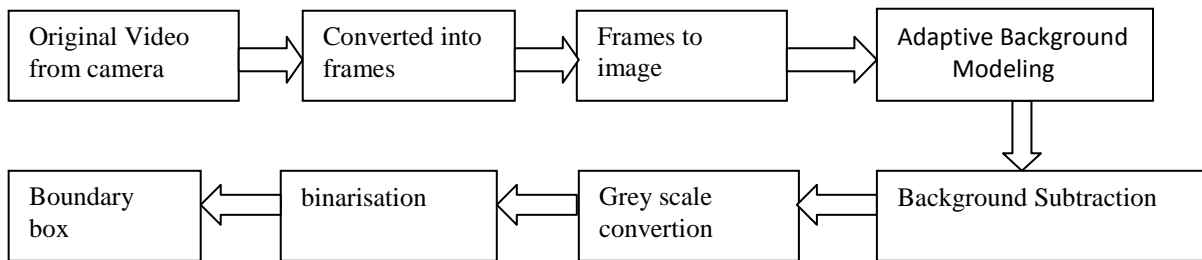 Original Video
from camera
Converted into
frames
Frames to
image
Adaptive Background
Modeling
Background Subtraction
Grey scale
convertion
binarisation
Boundary
box